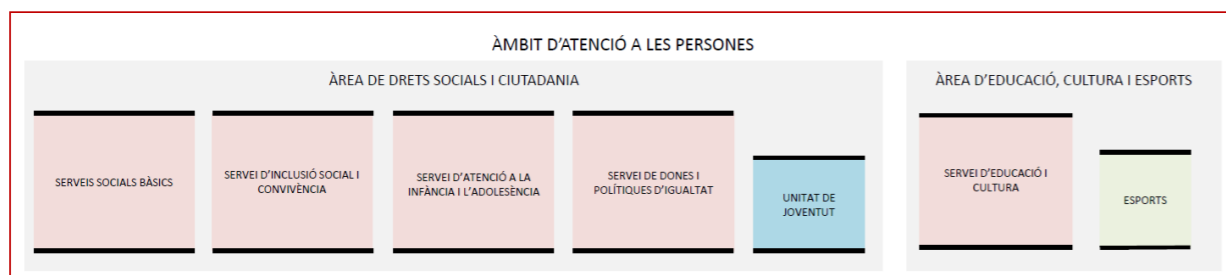 ÀMBIT D'ATENCIÓ A LES PERSONES
ÀREA DE DRETS SOCIALS I CIUTADANIA
SERVEIS SOCIALS BÀSICS
SERVEI D'INCLUSIÓ SOCIAL I
CONVIVÈNCIA
SERVEI D'ATENCIÓ A LA
INFÀNCIA I L'ADOLESÈNCIA
SERVEI DE DONES I
POLÍTIQUES D'IGUALTAT
UNITAT DE
JOVENTUT
ÀREA D'EDUCACIÓ, CULTURA I ESPORTS
SERVEI D'EDUCACIÓ I
CULTURA
ESPORTS